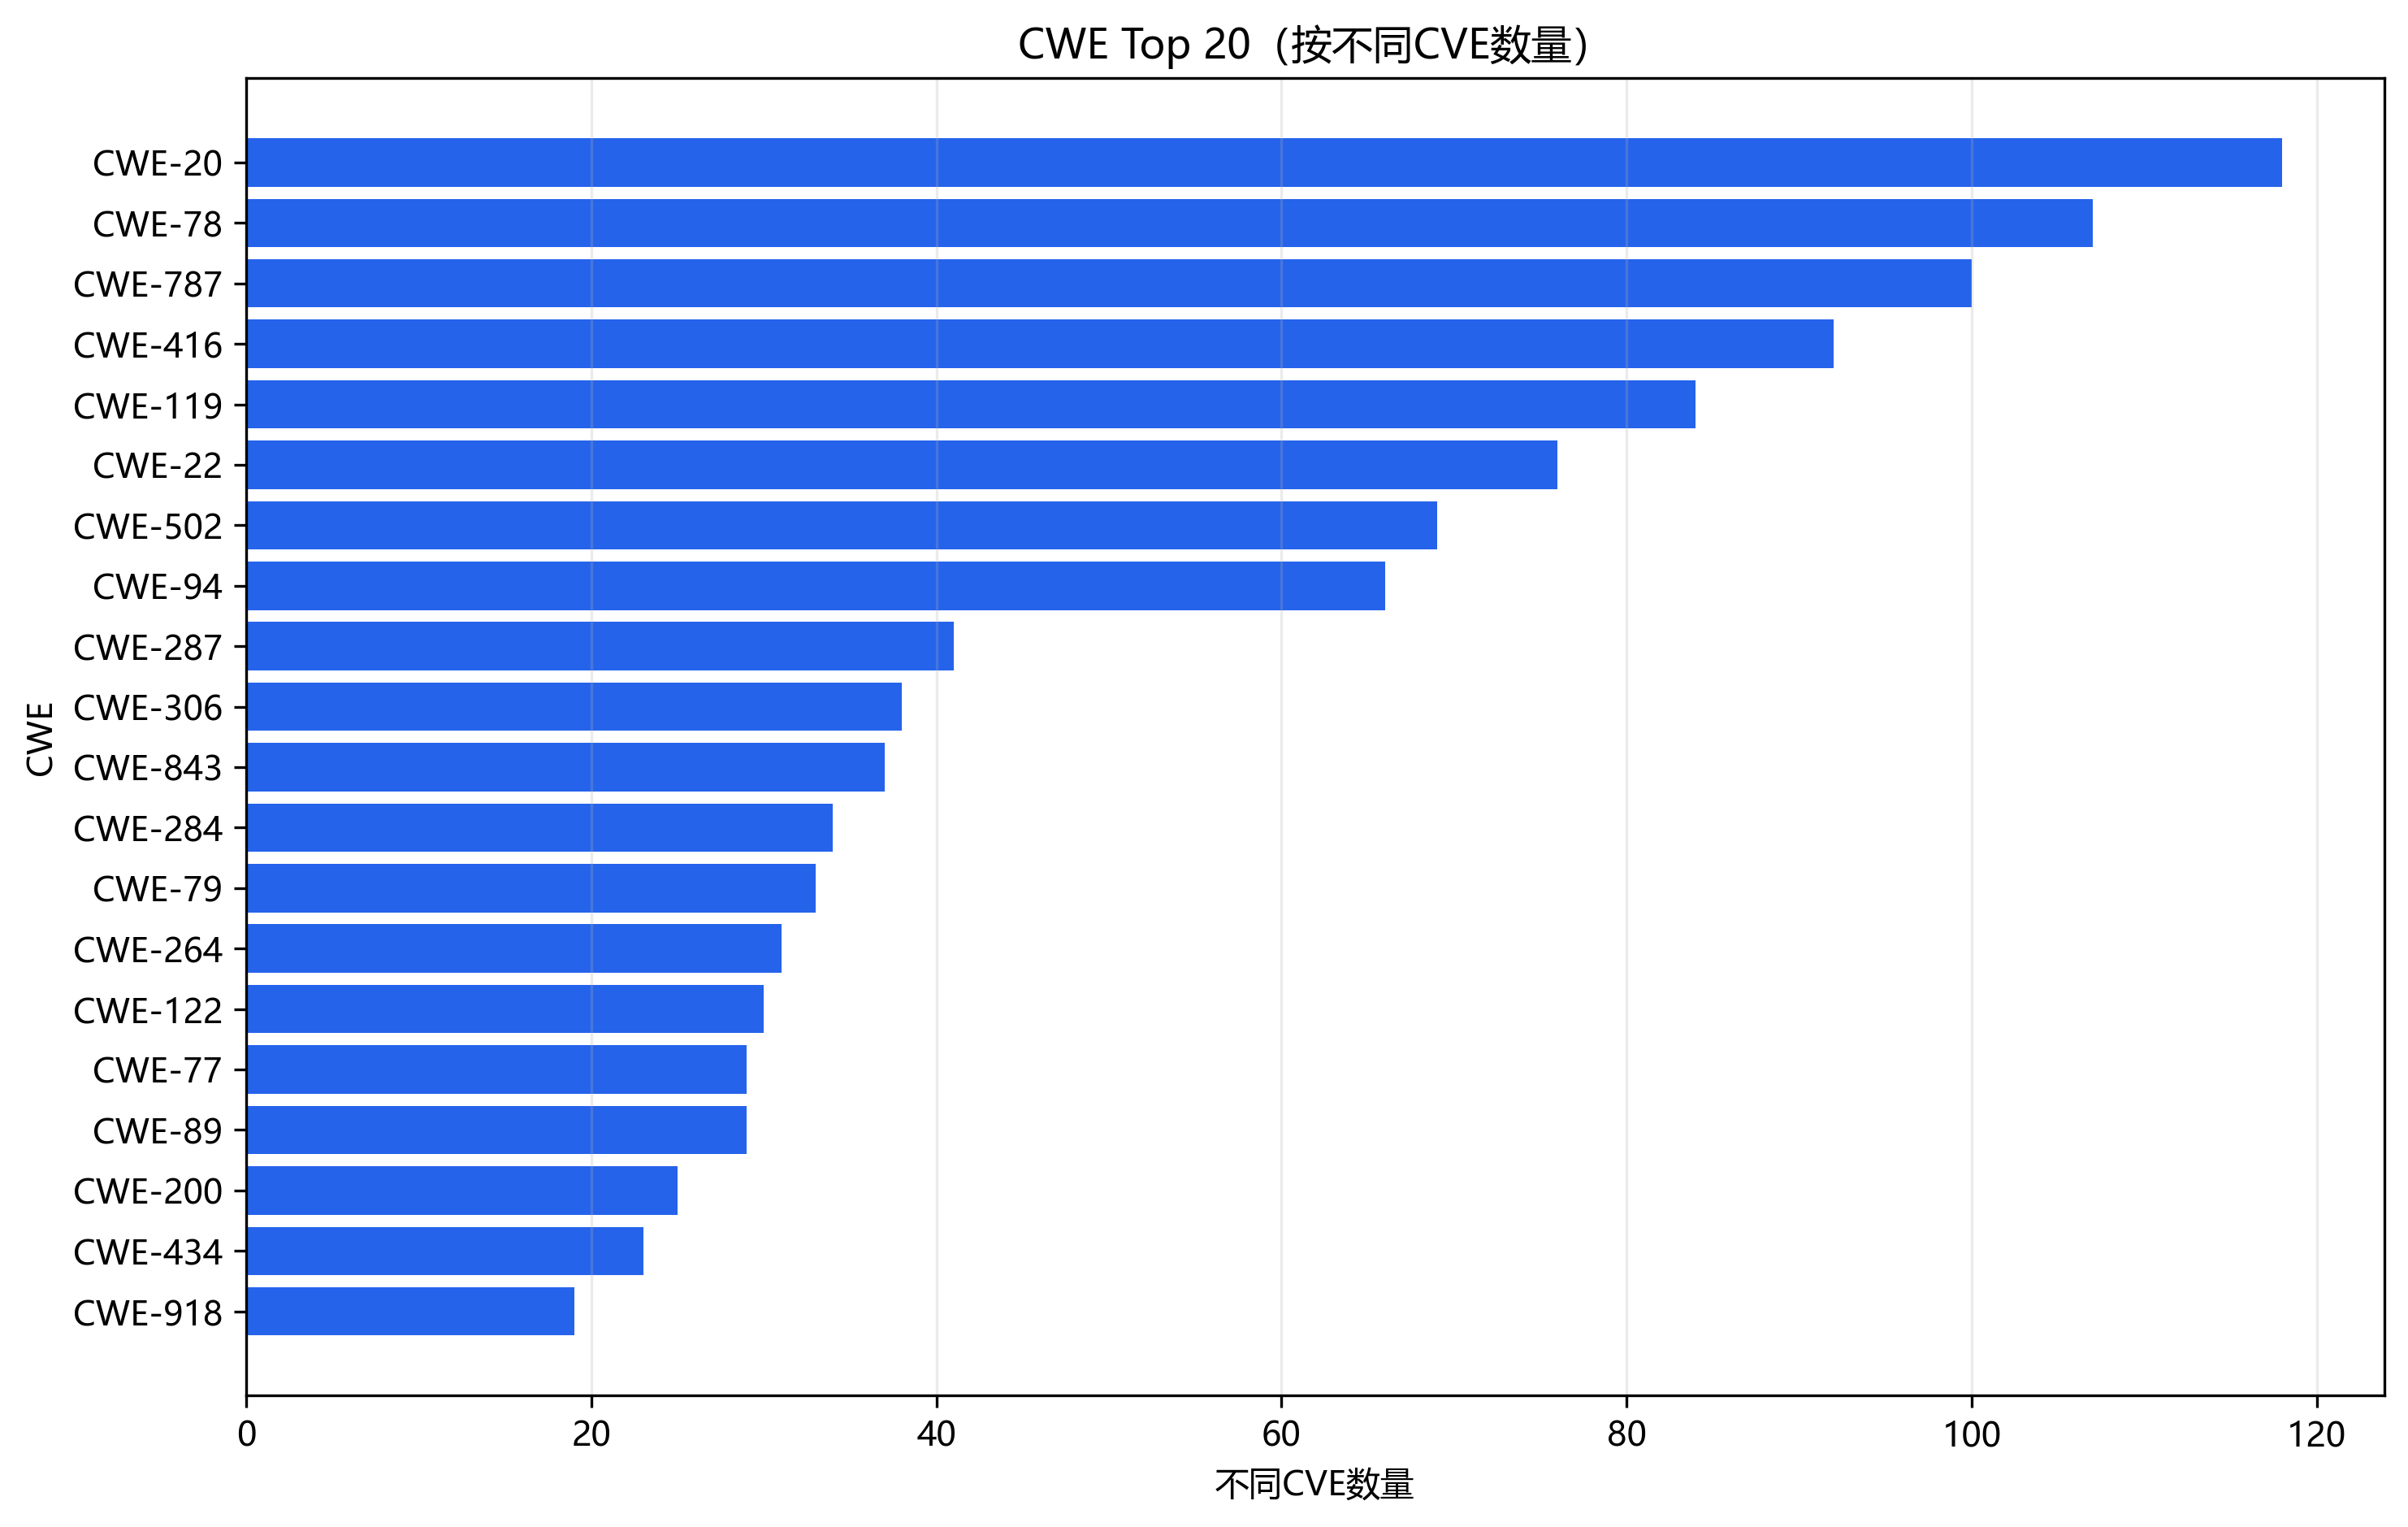 CWE Top 20（按不同CVE数量）
CWE
CWE-20
CWE-78
CWE-787
CWE-416
CWE-119
CWE-22
CWE-502
CWE-94
CWE-287
CWE-306
CWE-843
CWE-284
CWE-79
CWE-264
CWE-122
CWE-77
CWE-89
CWE-200
CWE-434
CWE-918
0 20 40 60 80 100 120
不同CVE数量